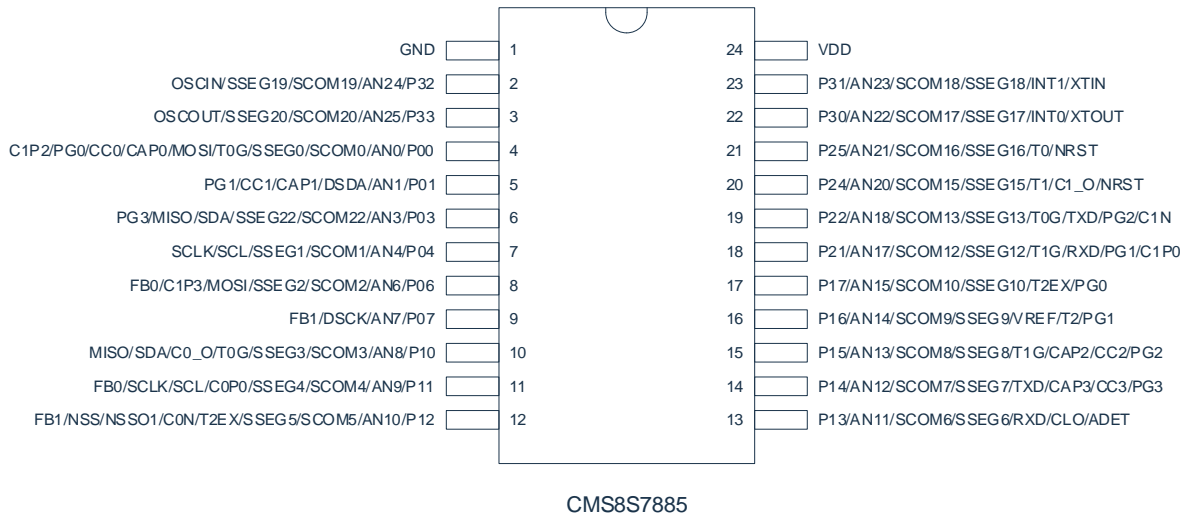 GND 1 24 VDD
OSCIN/SSEG19/SCOM19/AN24/P32 2 23 P31/AN23/SCOM18/SSEG18/INT1/XTIN
OSCOUT/SSEG20/SCOM20/AN25/P33 3 22 P30/AN22/SCOM17/SSEG17/INT0/XTOUT
C1P2/PG0/CC0/CAP0/MOSI/T0G/SSEG0/SCOM0/AN0/P00 4 21 P25/AN21/SCOM16/SSEG16/T0/NRST
PG1/CC1/CAP1/DSDA/AN1/P01 5 20 P24/AN20/SCOM15/SSEG15/T1/C1_O/NRST
PG3/MISO/SDA/SSEG22/SCOM22/AN3/P03 6 19 P22/AN18/SCOM13/SSEG13/T0G/TXD/PG2/C1N
SCLK/SCL/SSEG1/SCOM1/AN4/P04 7 18 P21/AN17/SCOM12/SSEG12/T1G/RXD/PG1/C1P0
FB0/C1P3/MOSI/SSEG2/SCOM2/AN6/P06 8 17 P17/AN15/SCOM10/SSEG10/T2EX/PG0
FB1/DSCK/AN7/P07 9 16 P16/AN14/SCOM9/SSEG9/VREF/T2/PG1
MISO/SDA/C0_O/T0G/SSEG3/SCOM3/AN8/P10 10 15 P15/AN13/SCOM8/SSEG8/T1G/CAP2/CC2/PG2
FB0/SCLK/SCL/C0P0/SSEG4/SCOM4/AN9/P11 11 14 P14/AN12/SCOM7/SSEG7/TXD/CAP3/CC3/PG3
FB1/NSS/NSSO1/C0N/T2EX/SSEG5/SCOM5/AN10/P12 12 13 P13/AN11/SCOM6/SSEG6/RXD/CLO/ADET
CMS8S7885